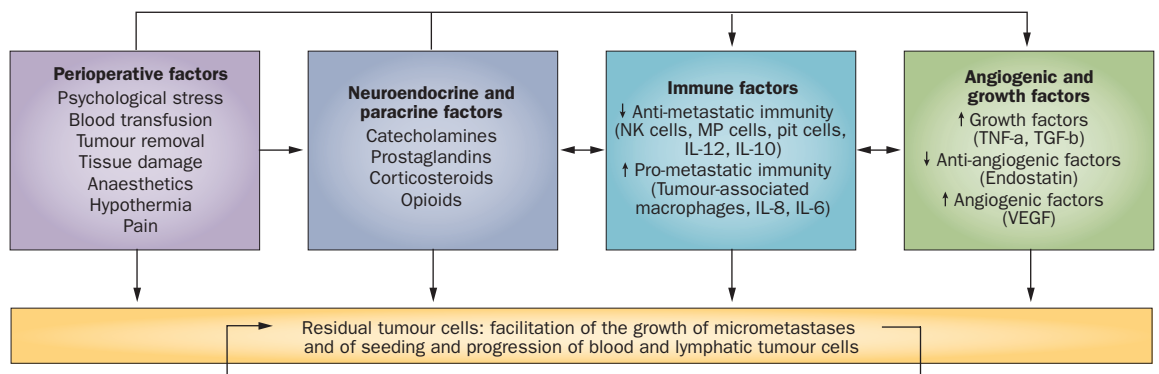 Perioperative factors
Psychological stress
Blood transfusion
Tumour removal
Tissue damage
Anaesthetics
Hypothermia
Pain
Neuroendocrine and
paracrine factors
Catecholamines
Prostaglandins
Corticosteroids
Opioids
Immune factors
↓ Anti-metastatic immunity
(NK cells, MP cells, pit cells,
IL-12, IL-10)
↑ Pro-metastatic immunity
(Tumour-associated
macrophages, IL-8, IL-6)
Angiogenic and
growth factors
↑ Growth factors
(TNF-a, TGF-b)
↓ Anti-angiogenic factors
(Endostatin)
↑ Angiogenic factors
(VEGF)
Residual tumour cells: facilitation of the growth of micrometastases
and of seeding and progression of blood and lymphatic tumour cells